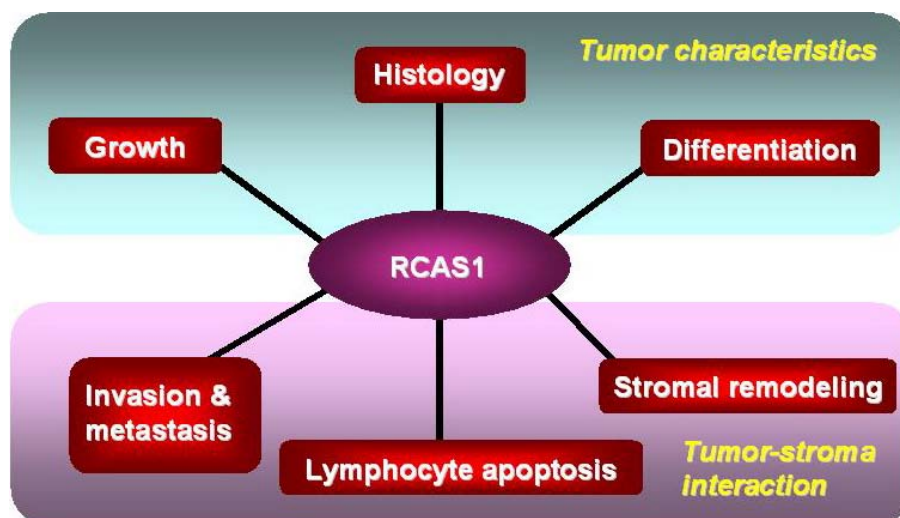 Tumor characteristics
Histology
Growth
Differentiation
RCAS1
Invasion &
metastasis
Stromal remodeling
Lymphocyte apoptosis
Tumor-stroma
interaction